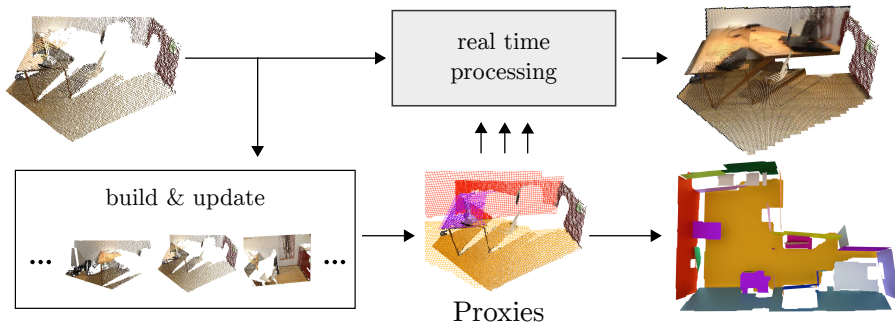 real time
processing
build & update
...
...
Proxies